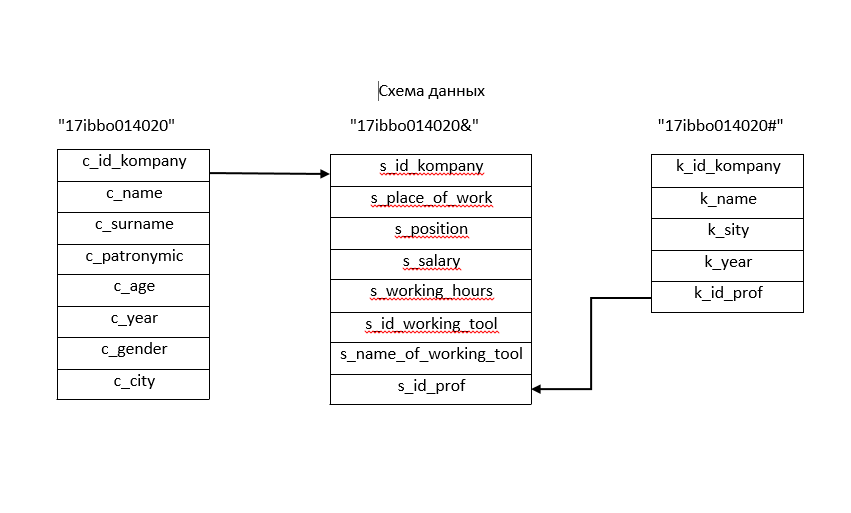 Схема данных
"17ibbo014020"
c_id_kompany
c_name
c_surname
c_patronymic
c_age
c_year
c_gender
c_city
"17ibbo014020&"
s_id_kompany
s_place_of_work
s_position
s_salary
s_working_hours
s_id_working_tool
s_name_of_working_tool
s_id_prof
"17ibbo014020#"
k_id_kompany
k_name
k_sity
k_year
k_id_prof